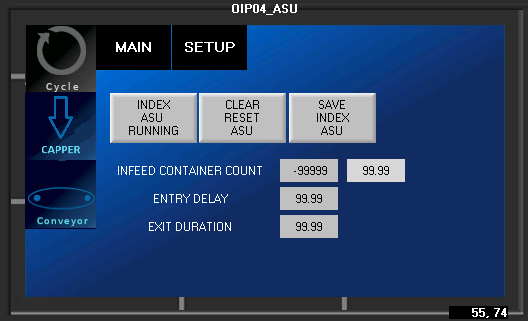 OIP04_ASU
MAIN SETUP
Cycle
INDEX
ASU
RUNNING
CLEAR
RESET
ASU
SAVE
INDEX
ASU
CAPPER
INFEED CONTAINER COUNT -99999 99.99
ENTRY DELAY 99.99
EXIT DURATION 99.99
Conveyor
55, 74